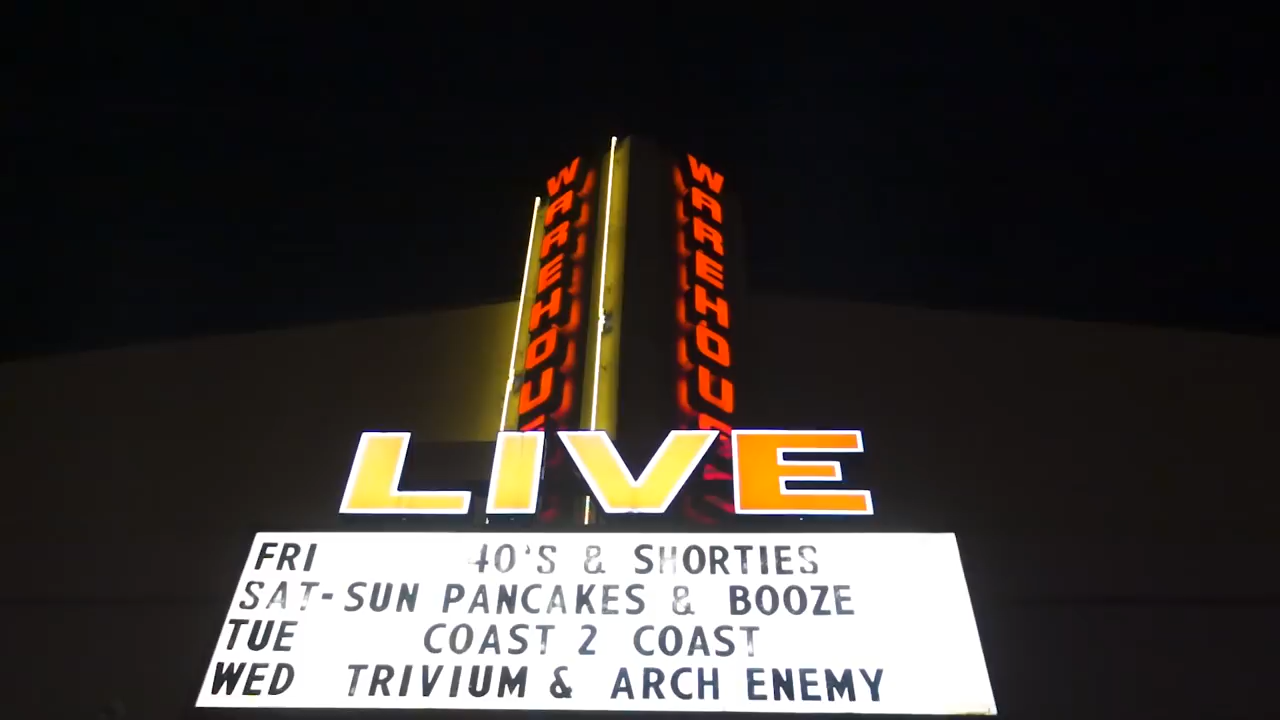 WAREHOUSE
WAREHOUSE
LIVE
FRI 40'S & SHORTIES
SAT-SUN PANCAKES & BOOZE
TUE COAST 2 COAST
WED TRIVIUM & ARCH ENEMY